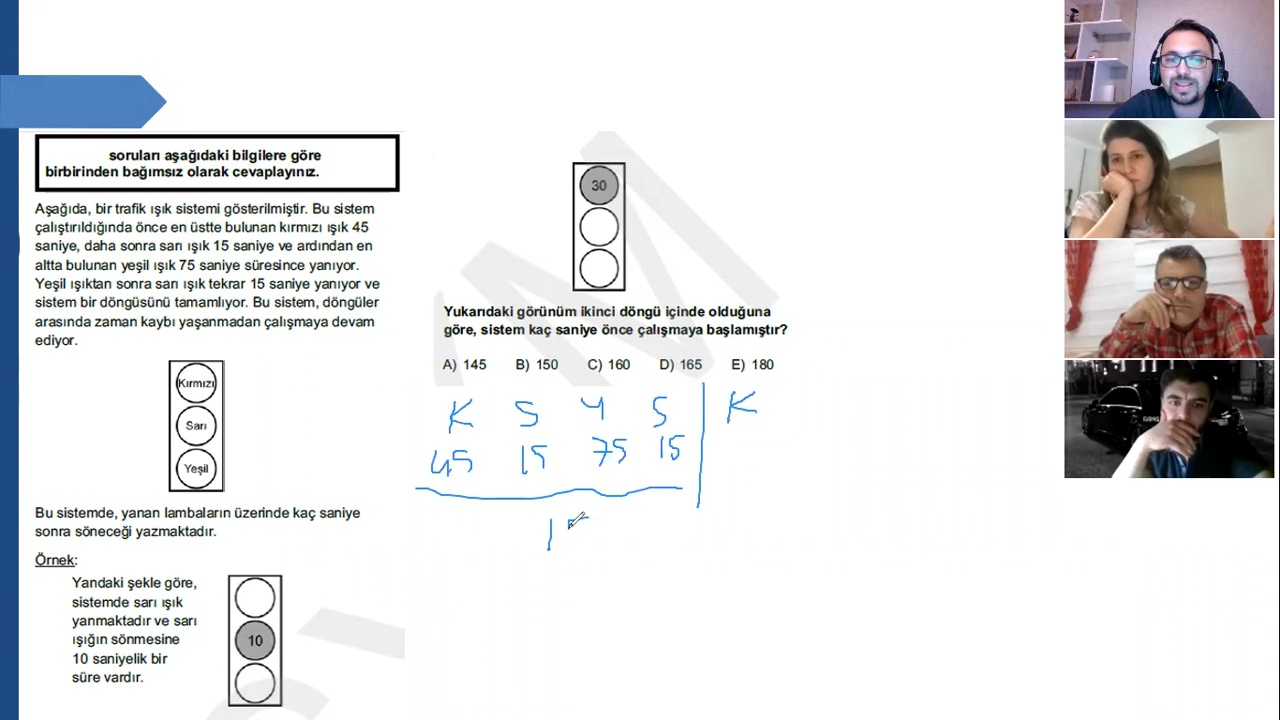 soruları aşağıdaki bilgilere göre
birbirinden bağımsız olarak cevaplayınız.
Aşağıda, bir trafik ışık sistemi gösterilmiştir. Bu sistem
çalıştırıldığında önce en üstte bulunan kırmızı ışık 45
saniye, daha sonra sarı ışık 15 saniye ve ardından en
altta bulunan yeşil ışık 75 saniye süresince yanıyor.
Yeşil ışıktan sonra sarı ışık tekrar 15 saniye yanıyor ve
sistem bir döngüsünü tamamlıyor. Bu sistem, döngüler
arasında zaman kaybı yaşanmadan çalışmaya devam
ediyor.
Kırmızı
Sarı
Yeşil
Bu sistemde, yanan lambaların üzerinde kaç saniye
sonra söneceği yazmaktadır.
Örnek:
Yandaki şekle göre,
sistemde sarı ışık
yanmaktadır ve sarı
ışığın sönmesine
10 saniyelik bir
süre vardır.
10
30
Yukarıdaki görünüm ikinci döngü içinde olduğuna
göre, sistem kaç saniye önce çalışmaya başlamıştır?
A) 145 B) 150 C) 160 D) 165 E) 180
K S Y S K
45 15 75 15